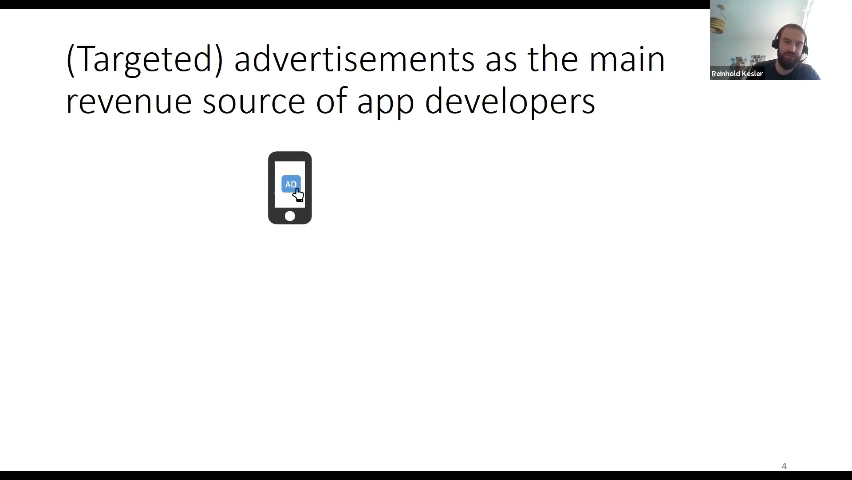 (Targeted) advertisements as the main
revenue source of app developers
Reinhold Kesler
AD
4